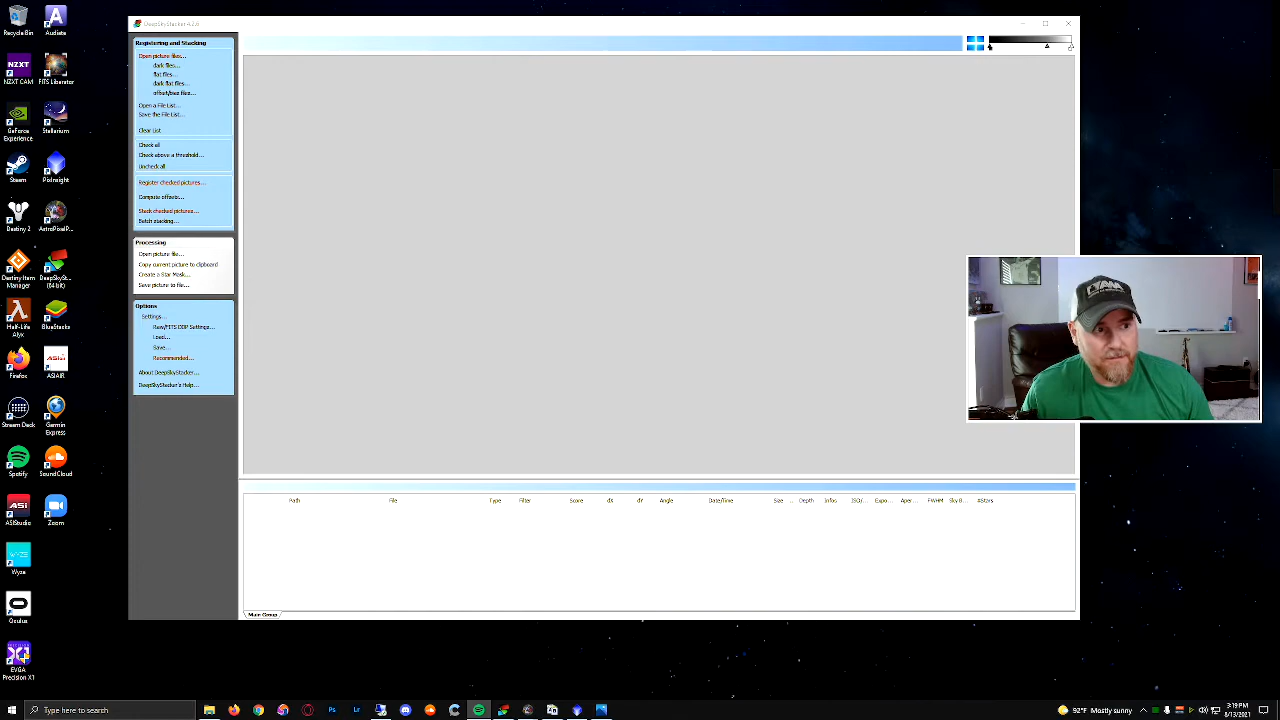 Recycle Bin
Audiate
NZXT CAM
FITS Liberator
GeForce
Experience
Stellarium
Steam
PixInsight
Destiny 2
AstroPixelP...
Destiny Item
Manager
DeepSkySt...
(64 bit)
Half-Life
Alyx
BlueStacks
Firefox
ASIAIR
Stream Deck
Garmin
Express
Spotify
SoundCloud
ASIStudio
Zoom
Wyze
Oculus
EVGA
Precision X1
DeepSkyStacker 4.2.6
Registering and Stacking
Open picture files...
dark files...
flat files...
dark flat files...
offset/bias files...
Open a File List...
Save the File List...
Clear List
Check all
Check above a threshold...
Uncheck all
Register checked pictures...
Compute offsets...
Stack checked pictures...
Batch stacking...
Processing
Open picture file...
Copy current picture to clipboard
Create a Star Mask...
Save picture to file...
Options
Settings...
Raw/FITS DDP Settings...
Load...
Save...
Recommended...
About DeepSkyStacker...
DeepSkyStacker's Help...
Path File Type Filter Score dX dY Angle Date/Time Size ... Depth Infos ISO/... Expo... Aper... FWHM Sky B... #Stars
Main Group
Type here to search
92°F Mostly sunny
3:19 PM
8/13/2021